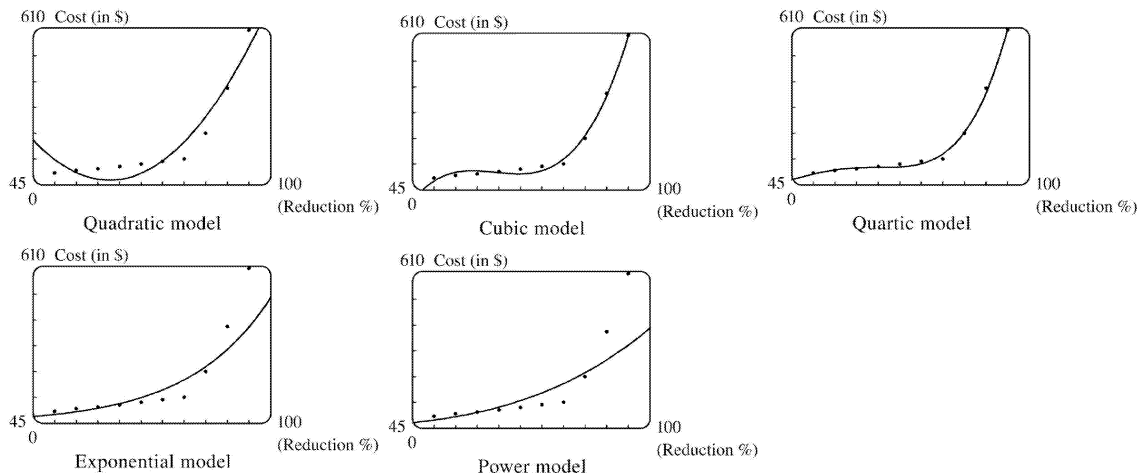 610 Cost (in $)
45
0
100
(Reduction %)
Quadratic model
610 Cost (in $)
45
0
100
(Reduction %)
Cubic model
610 Cost (in $)
45
0
100
(Reduction %)
Quartic model
610 Cost (in $)
45
0
100
(Reduction %)
Exponential model
610 Cost (in $)
45
0
100
(Reduction %)
Power model